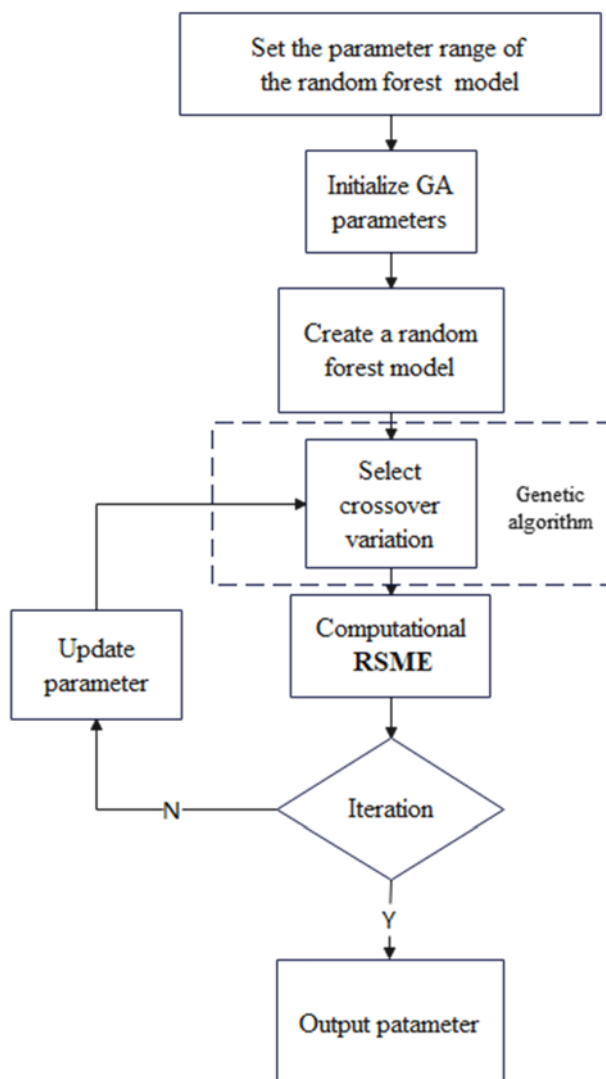 Set the parameter range of
the random forest model
Initialize GA
parameters
Create a random
forest model
Select
crossover
variation
Genetic
algorithm
Computational
RSME
Update
parameter
Iteration
N
Y
Output patameter